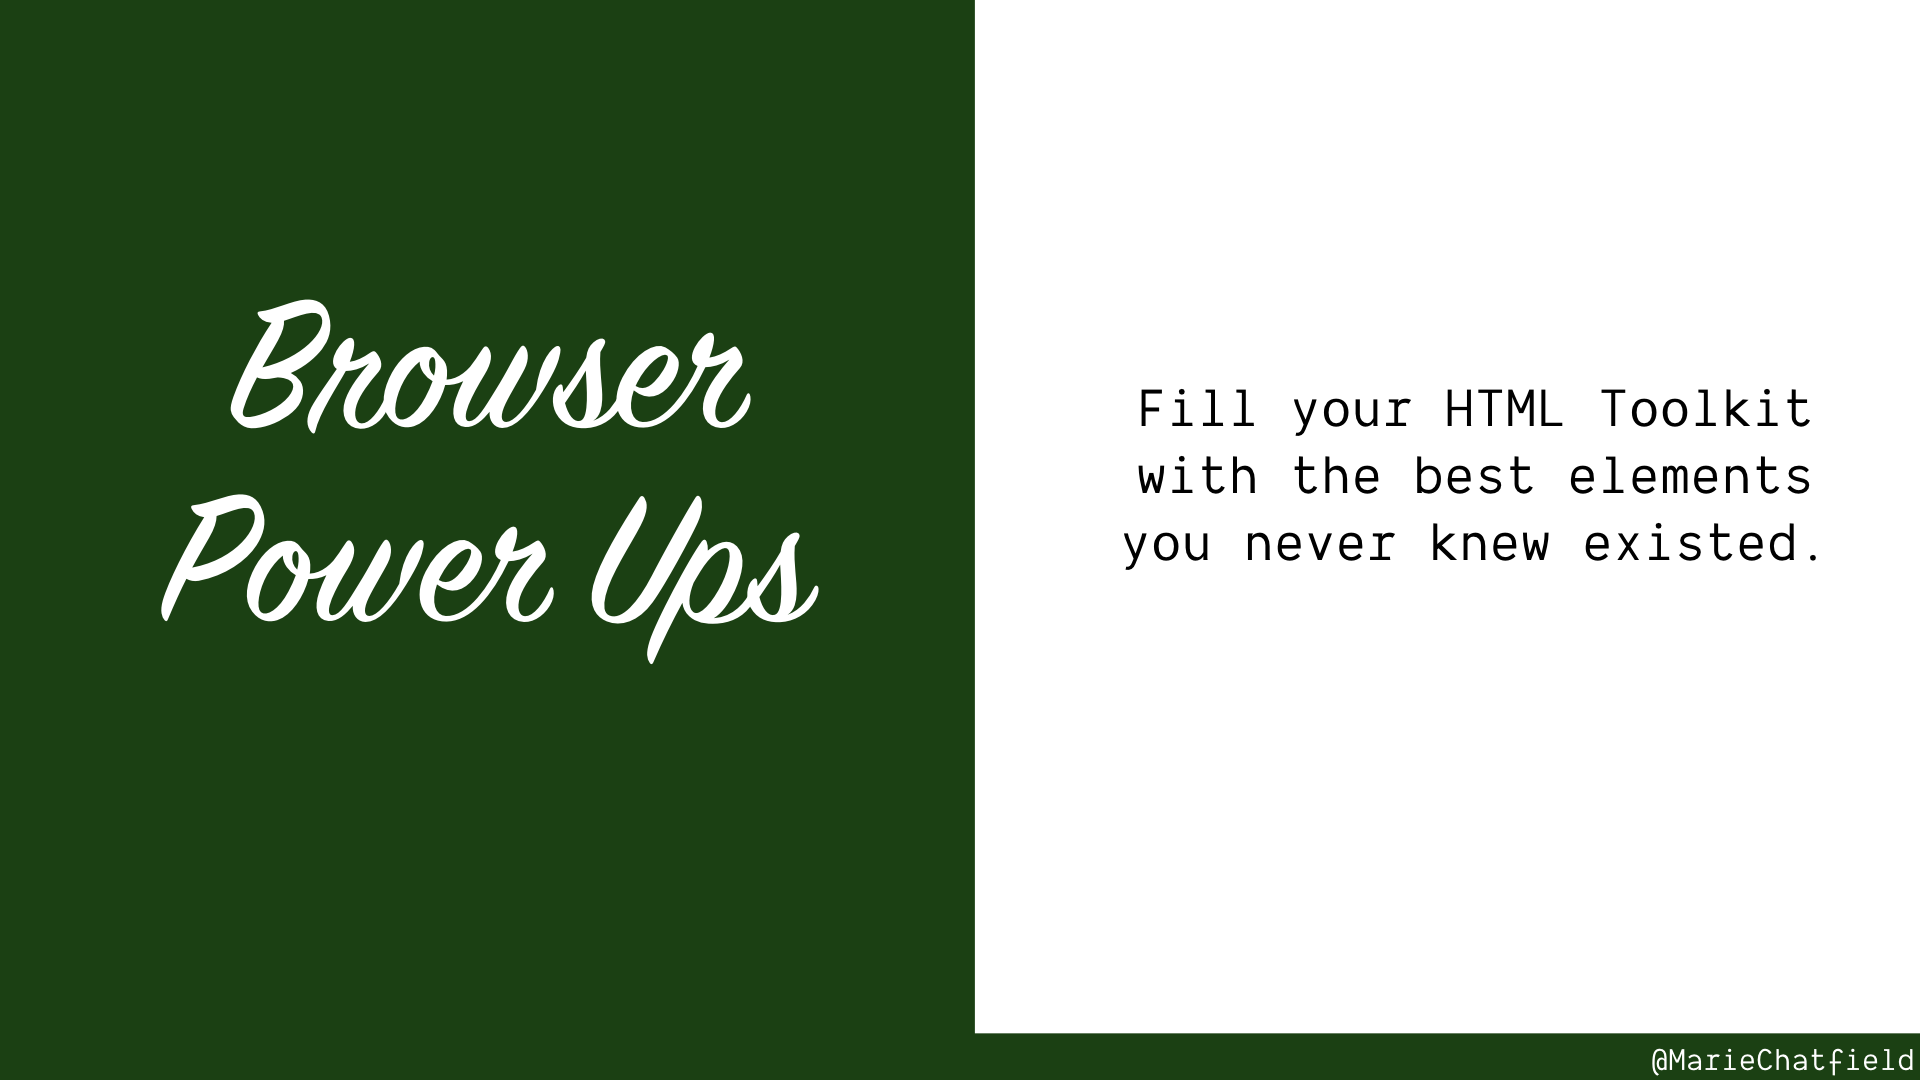 Browser
Power Ups
Fill your HTML Toolkit
with the best elements
you never knew existed.
@MarieChatfield